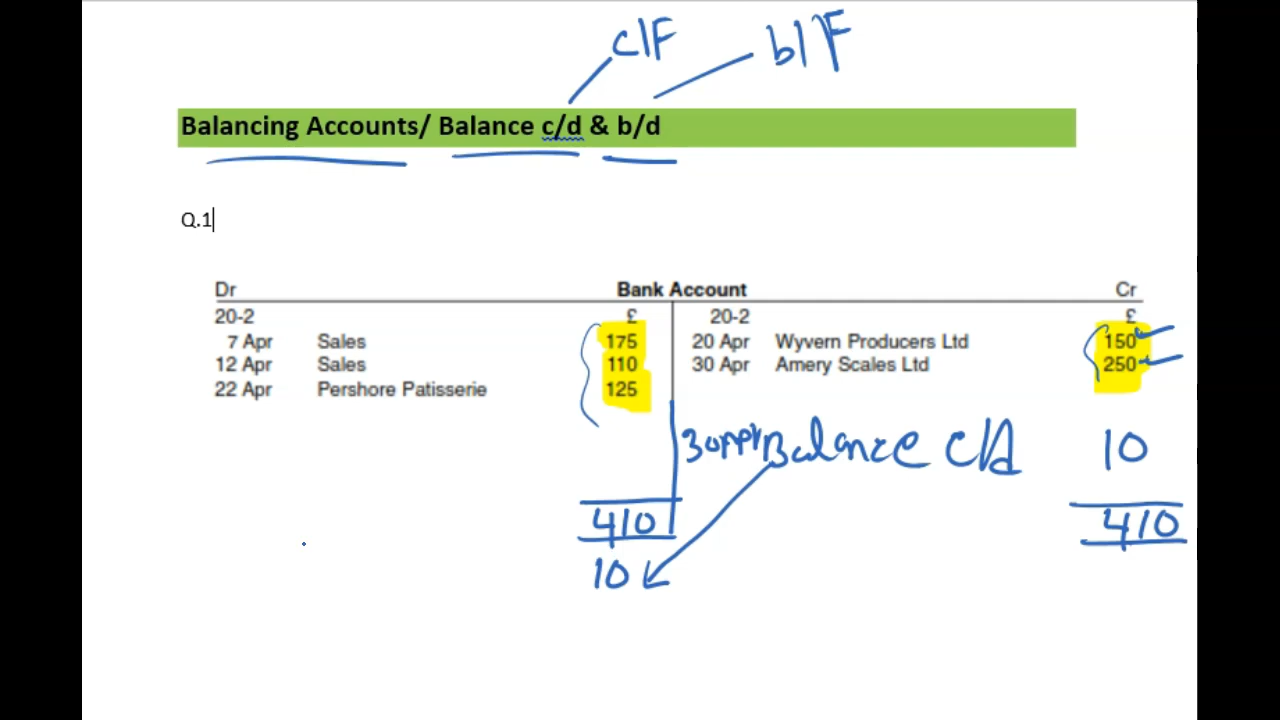 c/F b/F
Balancing Accounts/ Balance c/d & b/d
Q.1
Dr Bank Account Cr
20-2 £ 20-2 £
7 Apr Sales 175 20 Apr Wyvern Producers Ltd 150
12 Apr Sales 110 30 Apr Amery Scales Ltd 250
22 Apr Pershore Patisserie 125
30 Apr Balance c/d 10
410 410
10